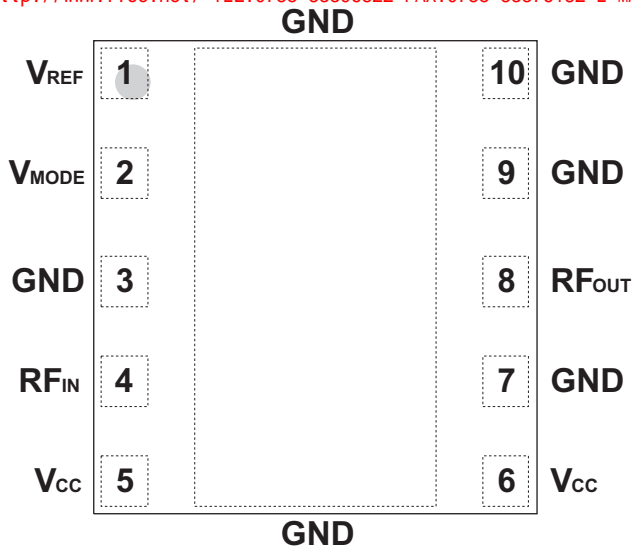 GND
VREF 1 10 GND
VMODE 2 9 GND
GND 3 8 RFOUT
RFIN 4 7 GND
VCC 5 6 VCC
GND